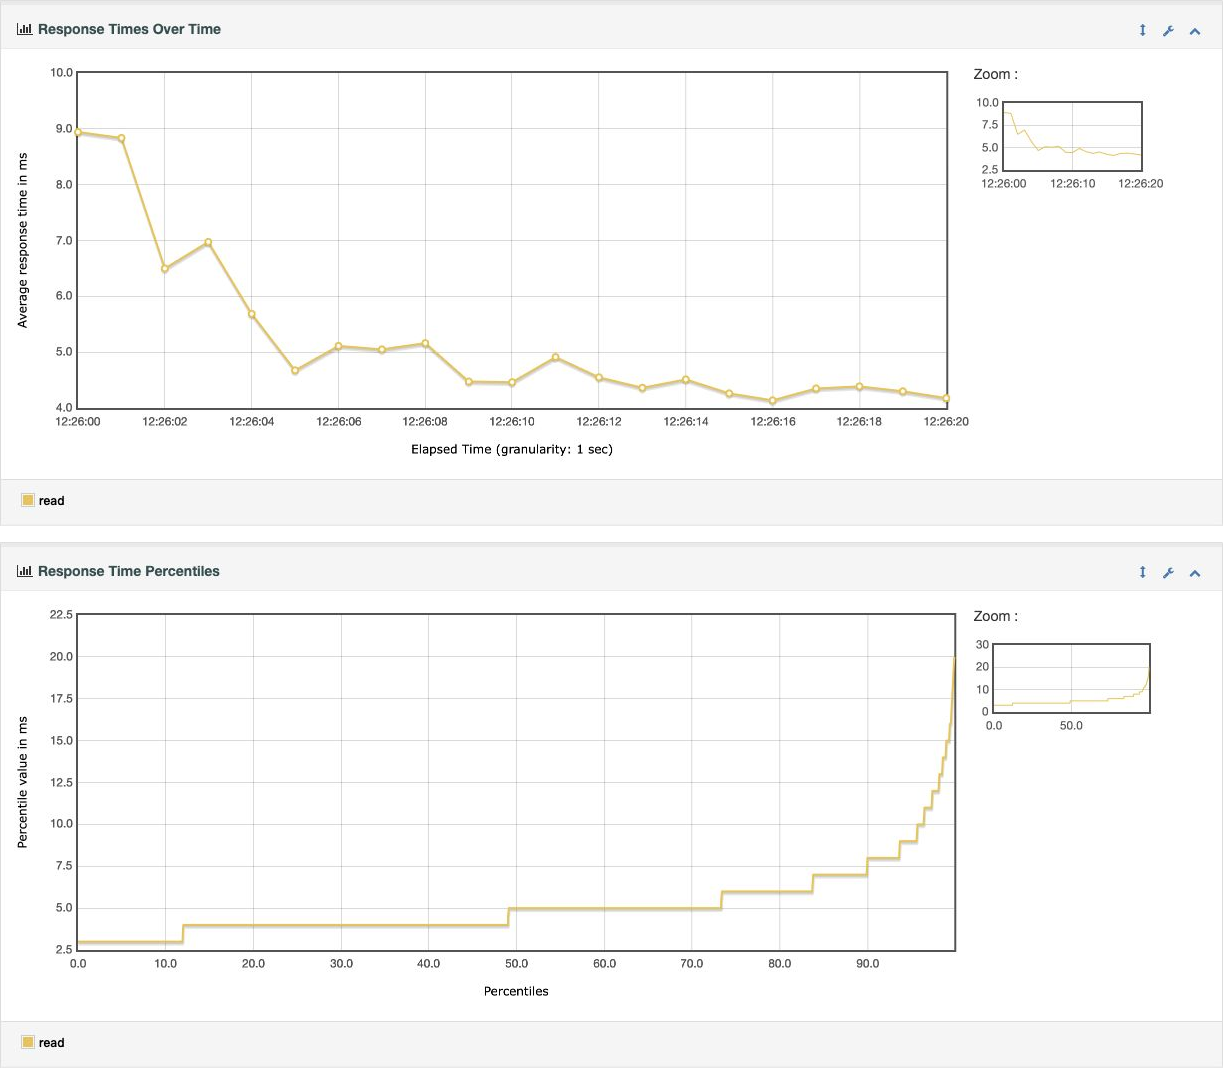 Response Times Over Time
Zoom :
10.0
9.0
8.0
7.0
6.0
5.0
4.0
Average response time in ms
12:26:00 12:26:02 12:26:04 12:26:06 12:26:08 12:26:10 12:26:12 12:26:14 12:26:16 12:26:18 12:26:20
Elapsed Time (granularity: 1 sec)
10.0
7.5
5.0
2.5
12:26:00 12:26:10 12:26:20
read
Response Time Percentiles
Zoom :
22.5
20.0
17.5
15.0
12.5
10.0
7.5
5.0
2.5
Percentile value in ms
0.0 10.0 20.0 30.0 40.0 50.0 60.0 70.0 80.0 90.0
Percentiles
30
20
10
0
0.0 50.0
read